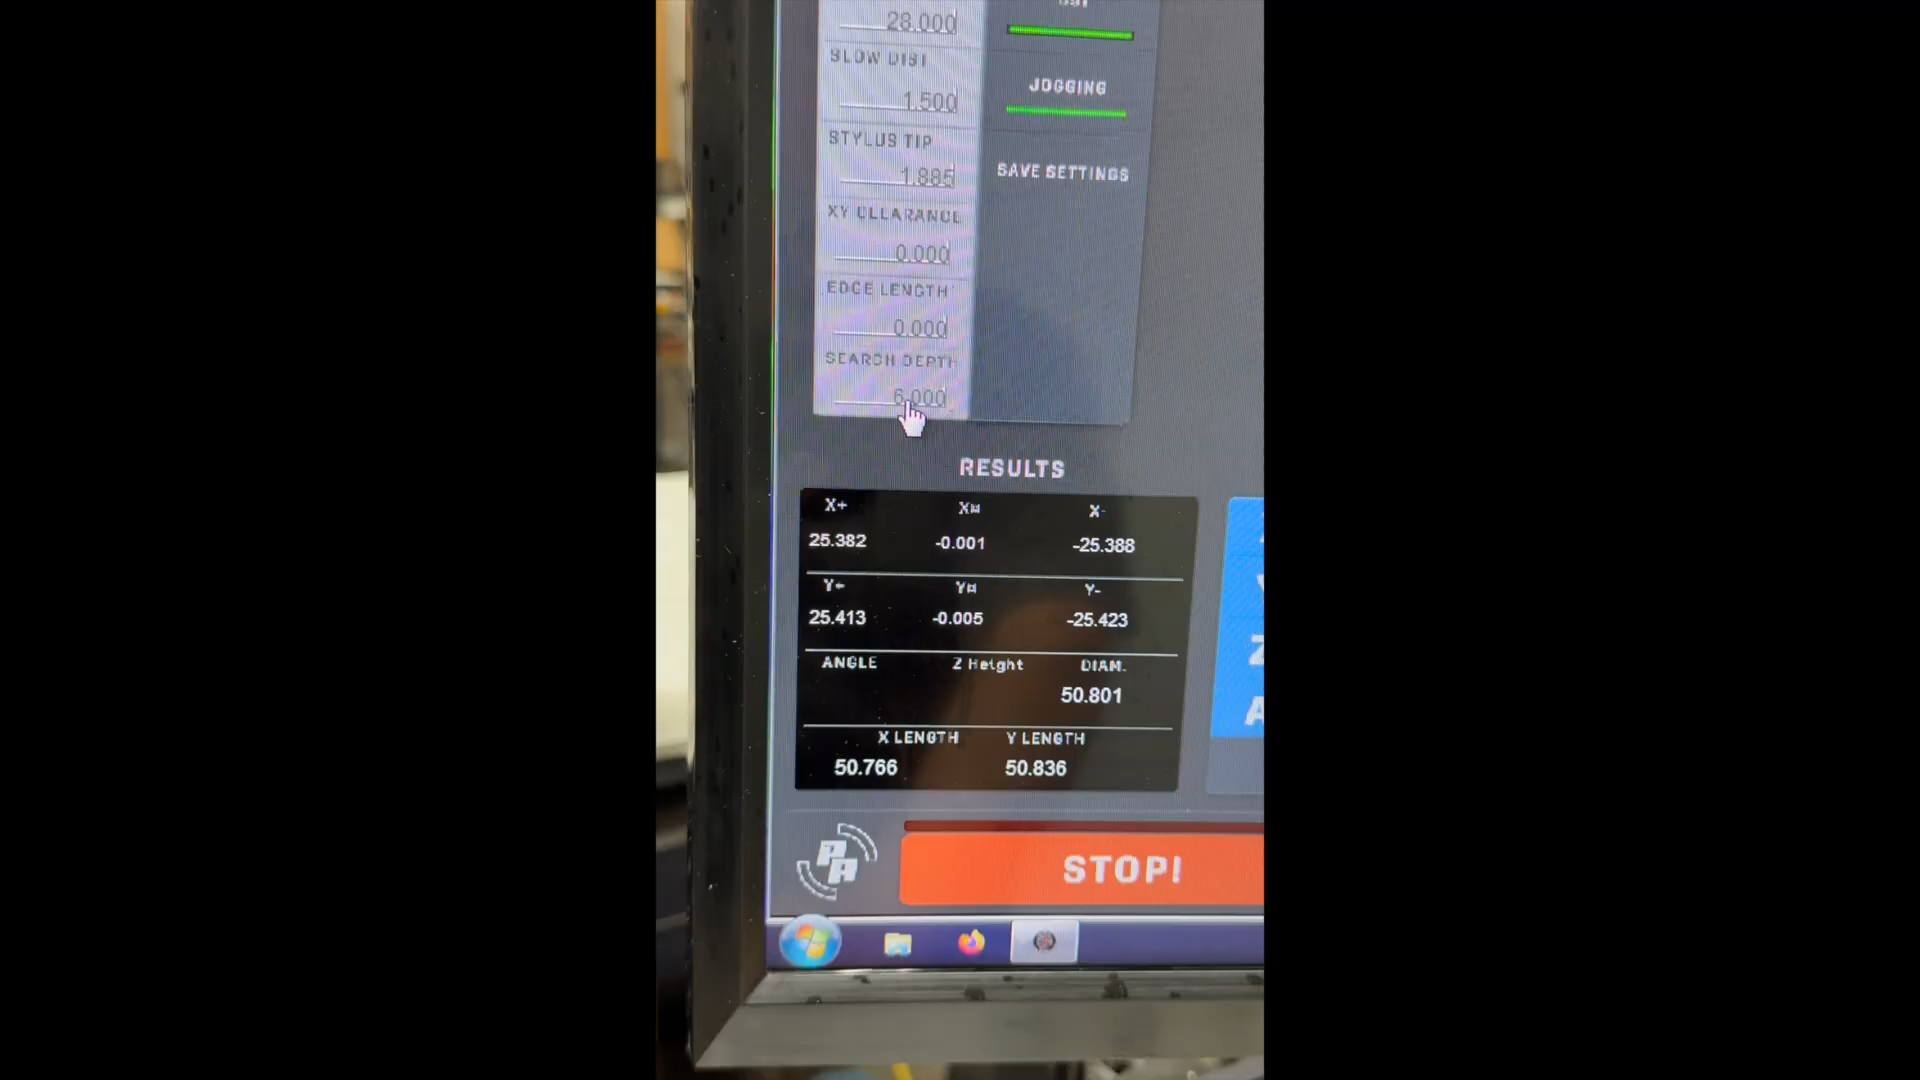 28.000
SLOW DIST
1.500
STYLUS TIP
1.885
XY CLEARANCE
0.000
EDGE LENGTH
0.000
SEARCH DEPTH
6.000
JOGGING
SAVE SETTINGS
RESULTS
X+ X¤ X-
25.382 -0.001 -25.388
Y+ Y¤ Y-
25.413 -0.005 -25.423
ANGLE Z Height DIAM.
50.801
X LENGTH Y LENGTH
50.766 50.836
Z
A
PA
STOP!